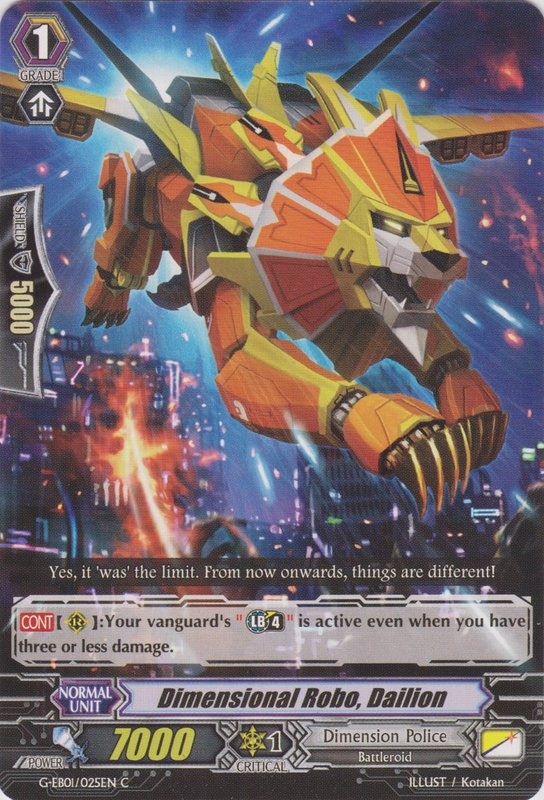 1
GRADE
SHIELD
5000
Yes, it 'was' the limit. From now onwards, things are different!
CONT【 R 】:Your vanguard's " LB 4 " is active even when you have
three or less damage.
NORMAL
UNIT
Dimensional Robo, Dailion
POWER
7000
1
CRITICAL
Dimension Police
Battleroid
G-EB01/025EN C
ILLUST / Kotakan